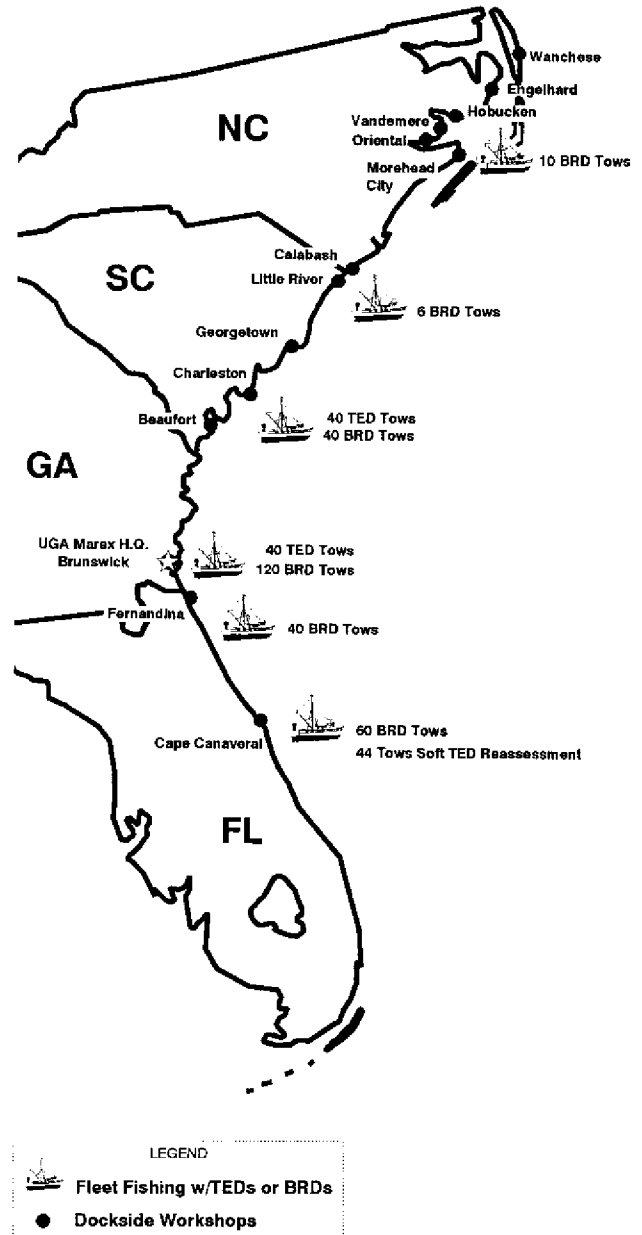 Wanchese
Engelhard
Hobucken
Vandemere
Oriental
NC
Morehead
City
10 BRD Tows
Calabash
Little River
SC
6 BRD Tows
Georgetown
Charleston
Beaufort
40 TED Tows
40 BRD Tows
GA
UGA Marex H.Q.
Brunswick
40 TED Tows
120 BRD Tows
Fernandina
40 BRD Tows
Cape Canaveral
60 BRD Tows
44 Tows Soft TED Reassessment
FL
LEGEND
Fleet Fishing w/TEDs or BRDs
Dockside Workshops